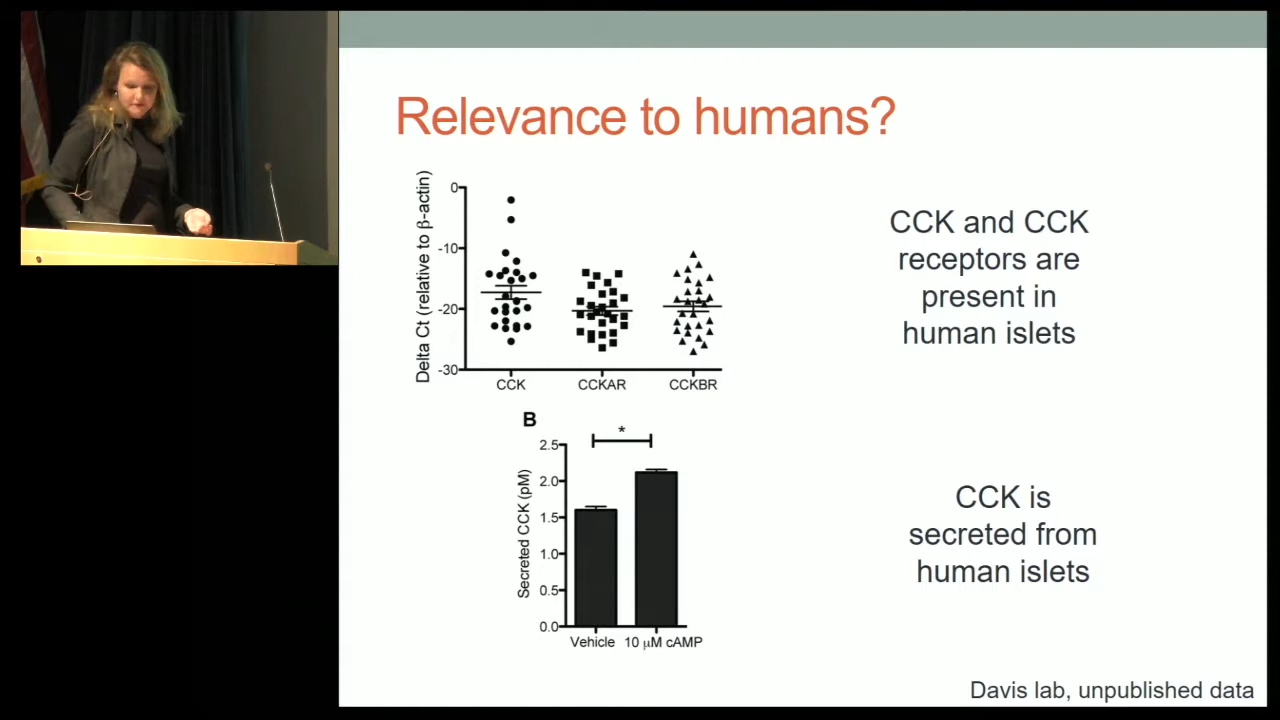 Relevance to humans?
Delta Ct (relative to β-actin)
0
-10
-20
-30
CCK
CCKAR
CCKBR
CCK and CCK
receptors are
present in
human islets
B
*
Secreted CCK (pM)
2.5
2.0
1.5
1.0
0.5
0.0
Vehicle
10 μM cAMP
CCK is
secreted from
human islets
Davis lab, unpublished data